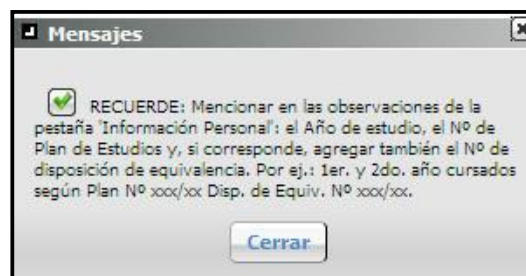 Mensajes
RECUERDE: Mencionar en las observaciones de la
pestaña 'Información Personal': el Año de estudio, el Nº de
Plan de Estudios y, si corresponde, agregar también el Nº de
disposición de equivalencia. Por ej.: 1er. y 2do. año cursados
según Plan Nº xxx/xx Disp. de Equiv. Nº xxx/xx.
Cerrar